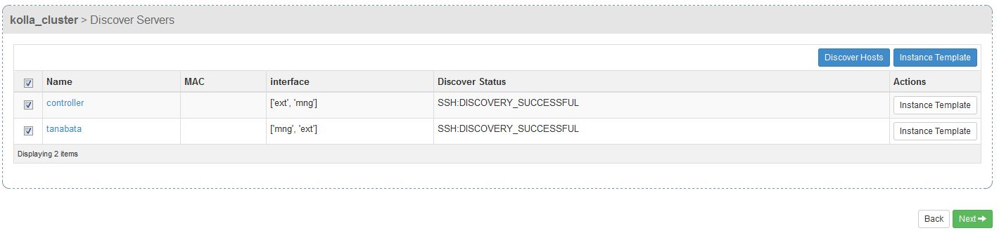 kolla_cluster > Discover Servers
Discover Hosts Instance Template
Name MAC interface Discover Status Actions
controller ['ext', 'mng'] SSH:DISCOVERY_SUCCESSFUL Instance Template
tanabata ['mng', 'ext'] SSH:DISCOVERY_SUCCESSFUL Instance Template
Displaying 2 items
Back Next